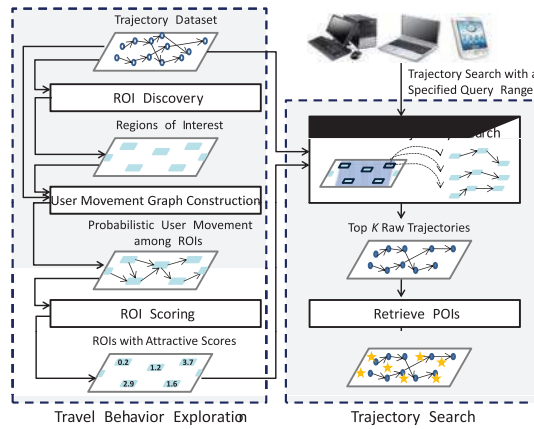 Trajectory Dataset
ROI Discovery
Regions of Interest
User Movement Graph Construction
Probabilistic User Movement
among ROIs
ROI Scoring
ROIs with Attractive Scores
0.2
1.2
3.7
2.9
1.6
Travel Behavior Exploration
Trajectory Search with a
Specified Query Range
Top K Raw Trajectories
Retrieve POIs
Trajectory Search